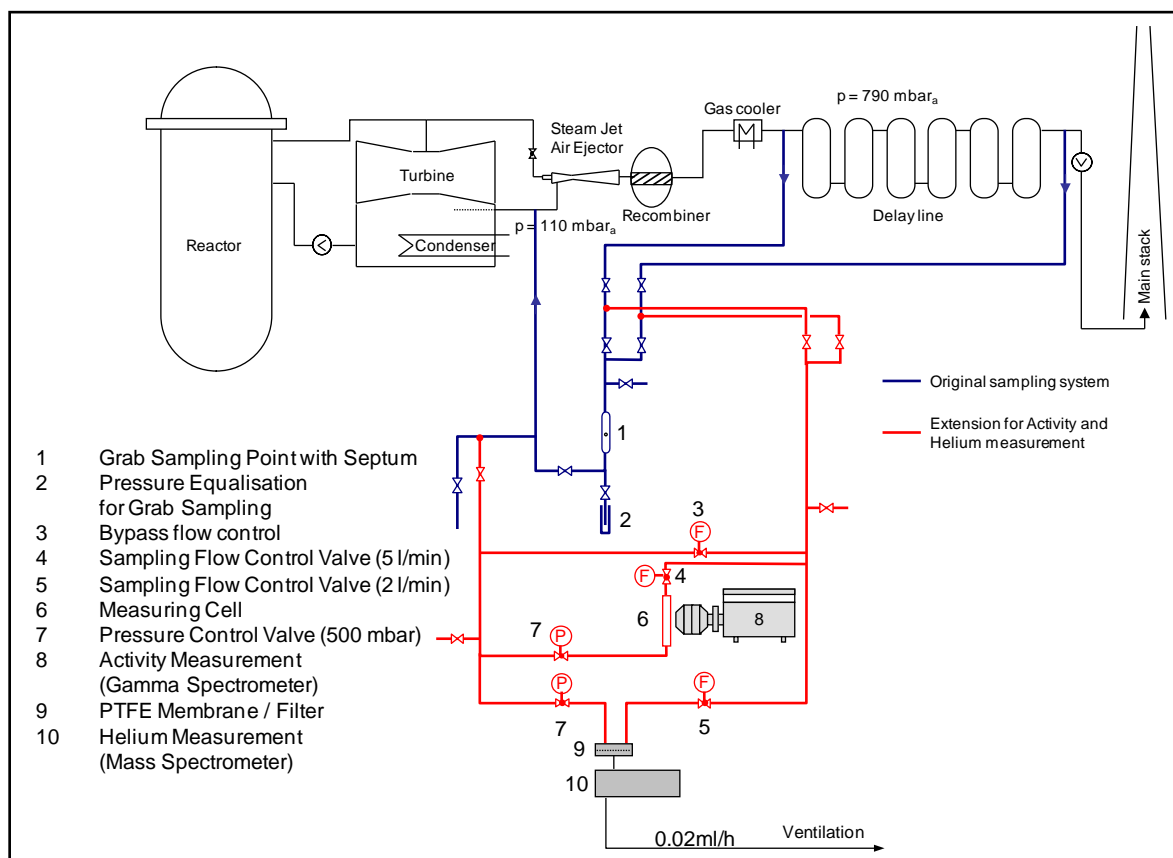 p = 790 mbarₐ
Gas cooler
Steam Jet
Air Ejector
Turbine
Recombiner
Delay line
p = 110 mbarₐ
Reactor
Condenser
Main stack
Original sampling system
Extension for Activity and
Helium measurement
1
2
3
F
F
4
6
8
7
P
P
F
7
5
9
10
0.02ml/h
Ventilation
1 Grab Sampling Point with Septum
2 Pressure Equalisation
for Grab Sampling
3 Bypass flow control
4 Sampling Flow Control Valve (5 l/min)
5 Sampling Flow Control Valve (2 l/min)
6 Measuring Cell
7 Pressure Control Valve (500 mbar)
8 Activity Measurement
(Gamma Spectrometer)
9 PTFE Membrane / Filter
10 Helium Measurement
(Mass Spectrometer)